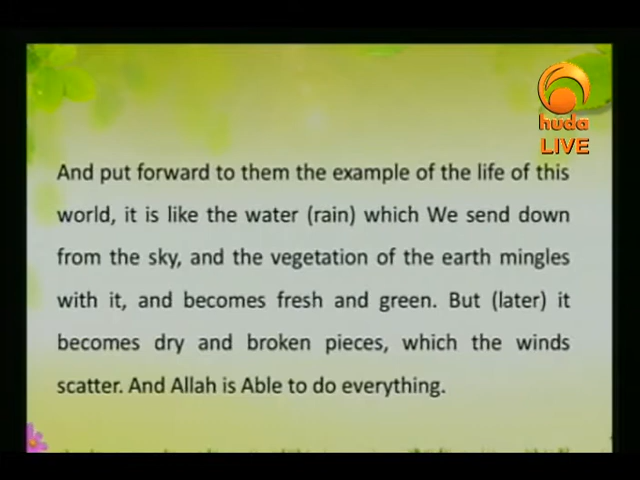 huda
LIVE
And put forward to them the example of the life of this
world, it is like the water (rain) which We send down
from the sky, and the vegetation of the earth mingles
with it, and becomes fresh and green. But (later) it
becomes dry and broken pieces, which the winds
scatter. And Allah is Able to do everything.